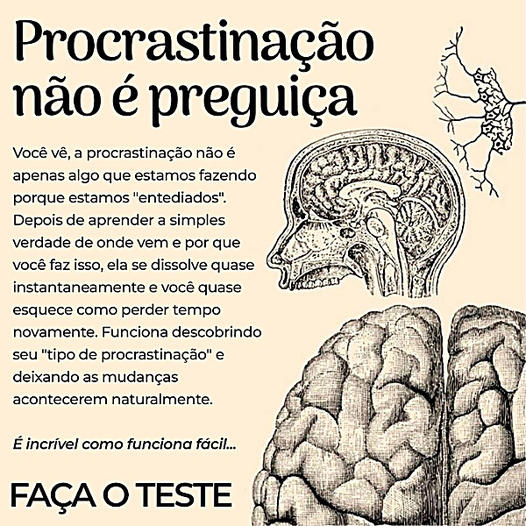 Procrastinação
não é preguiça
Você vê, a procrastinação não é
apenas algo que estamos fazendo
porque estamos "entediados".
Depois de aprender a simples
verdade de onde vem e por que
você faz isso, ela se dissolve quase
instantaneamente e você quase
esquece como perder tempo
novamente. Funciona descobrindo
seu "tipo de procrastinação" e
deixando as mudanças
acontecerem naturalmente.
É incrível como funciona fácil...
FAÇA O TESTE